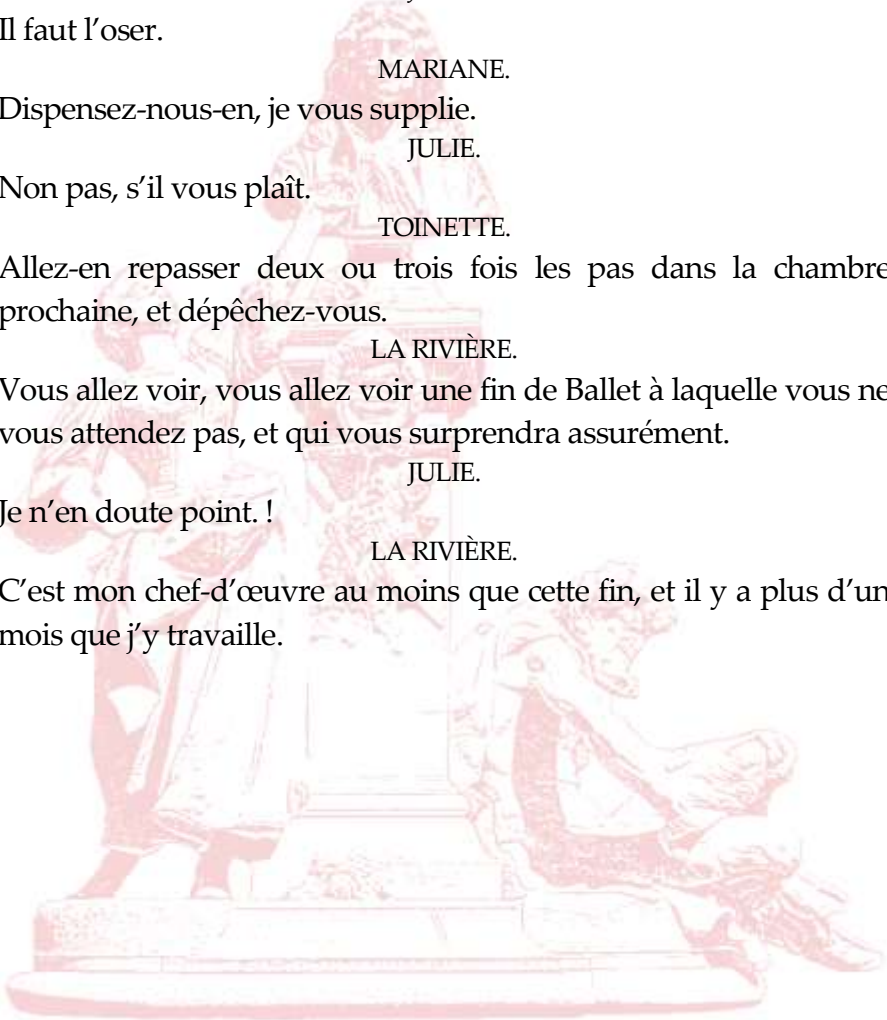 Il faut l’oser.
MARIANE.
Dispensez-nous-en, je vous supplie.
JULIE.
Non pas, s’il vous plaît.
TOINETTE.
Allez-en repasser deux ou trois fois les pas dans la chambre
prochaine, et dépêchez-vous.
LA RIVIÈRE.
Vous allez voir, vous allez voir une fin de Ballet à laquelle vous ne
vous attendez pas, et qui vous surprendra assurément.
JULIE.
Je n’en doute point. !
LA RIVIÈRE.
C’est mon chef-d’œuvre au moins que cette fin, et il y a plus d’un
mois que j’y travaille.